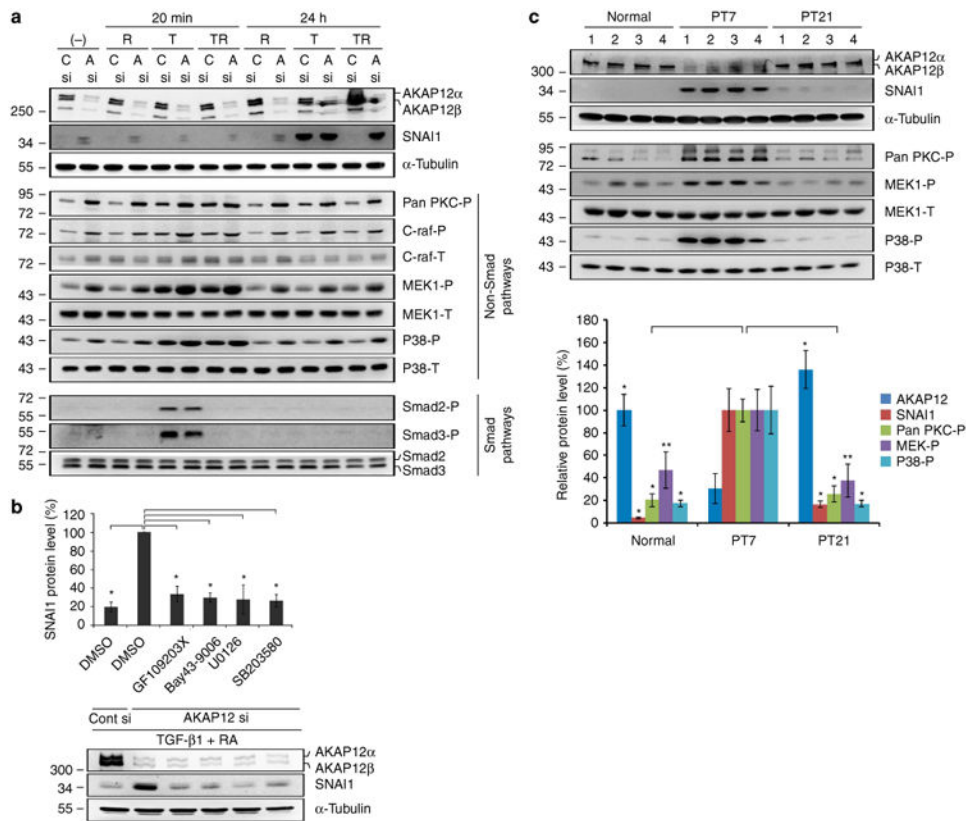 a
20 min
24 h
(–) R T TR R T TR
C A C A C A C A C A C A C A
si si si si si si si si si si si si si si
AKAP12α
AKAP12β
250
SNAI1
34
55 α-Tubulin
95
72
Pan PKC-P
72 C-raf-P
72 C-raf-T
43 MEK1-P
43 MEK1-T
43 P38-P
43 P38-T
Non-Smad
pathways
72
55
Smad2-P
55 Smad3-P
72
55
Smad2
Smad3
Smad
pathways
b
SNAI1 protein level (%)
120
100
80
60
40
20
0
* * * * *
DMSO
DMSO
GF109203X
Bay43-9006
U0126
SB203580
Cont si AKAP12 si
TGF-β1 + RA
AKAP12α
AKAP12β
300
34 SNAI1
55 α-Tubulin
c
Normal PT7 PT21
1 2 3 4 1 2 3 4 1 2 3 4
AKAP12α
AKAP12β
300
34 SNAI1
55 α-Tubulin
95
72
Pan PKC-P
43 MEK1-P
43 MEK1-T
43 P38-P
43 P38-T
Relative protein level (%)
180
160
140
120
100
80
60
40
20
0
* * * ** *
* * * ** *
Normal PT7 PT21
AKAP12
SNAI1
Pan PKC-P
MEK-P
P38-P